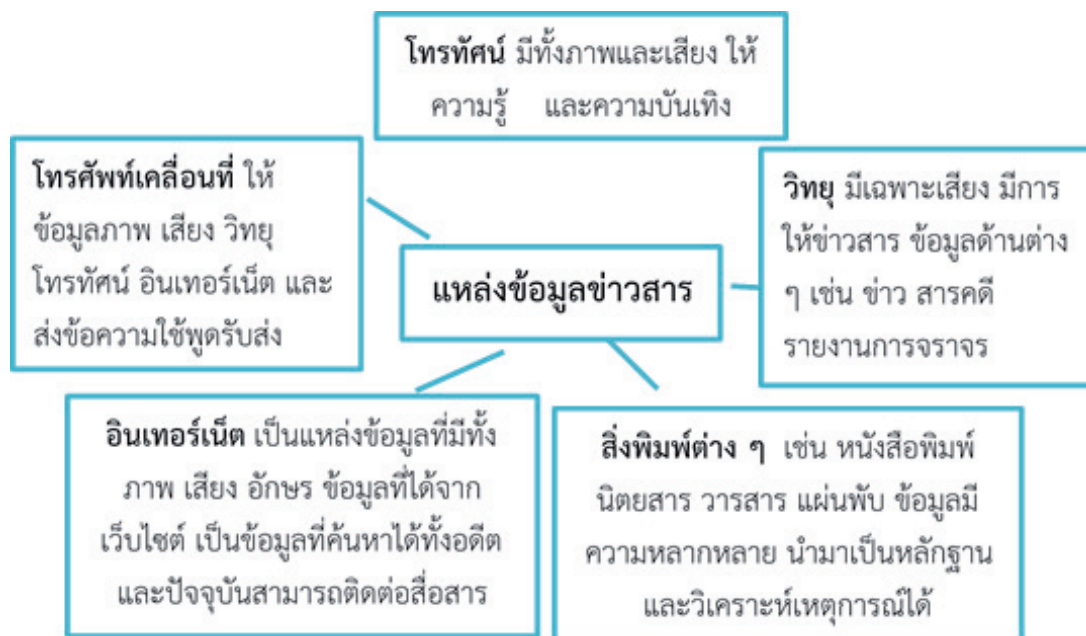 โทรทัศน์ มีทั้งภาพและเสียง ให้
ความรู้ และความบันเทิง
โทรศัพท์เคลื่อนที่ ให้
ข้อมูลภาพ เสียง วิทยุ
โทรทัศน์ อินเทอร์เน็ต และ
ส่งข้อความใช้พูดรับส่ง
แหล่งข้อมูลข่าวสาร
วิทยุ มีเฉพาะเสียง มีการ
ให้ข่าวสาร ข้อมูลด้านต่าง
ๆ เช่น ข่าว สารคดี
รายงานการจราจร
อินเทอร์เน็ต เป็นแหล่งข้อมูลที่มีทั้ง
ภาพ เสียง อักษร ข้อมูลที่ได้จาก
เว็บไซต์ เป็นข้อมูลที่ค้นหาได้ทั้งอดีต
และปัจจุบันสามารถติดต่อสื่อสาร
สิ่งพิมพ์ต่าง ๆ เช่น หนังสือพิมพ์
นิตยสาร วารสาร แผ่นพับ ข้อมูลมี
ความหลากหลาย นำมาเป็นหลักฐาน
และวิเคราะห์เหตุการณ์ได้